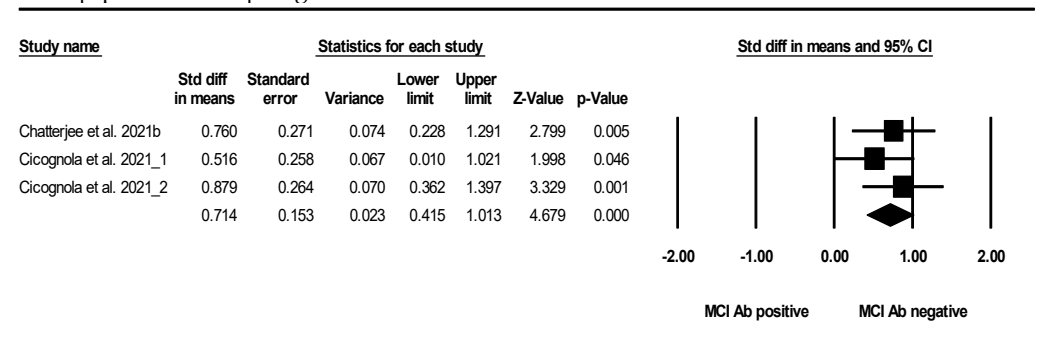 Study name Statistics for each study Std diff in means and 95% CI
Std diff Standard Lower Upper
in means error Variance limit limit Z-Value p-Value
Chatterjee et al. 2021b 0.760 0.271 0.074 0.228 1.291 2.799 0.005
Cicognola et al. 2021_1 0.516 0.258 0.067 0.010 1.021 1.998 0.046
Cicognola et al. 2021_2 0.879 0.264 0.070 0.362 1.397 3.329 0.001
0.714 0.153 0.023 0.415 1.013 4.679 0.000
-2.00 -1.00 0.00 1.00 2.00
MCI Ab positive MCI Ab negative